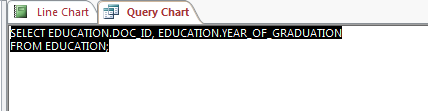 Line Chart Query Chart
SELECT EDUCATION.DOC_ID, EDUCATION.YEAR_OF_GRADUATION
FROM EDUCATION;